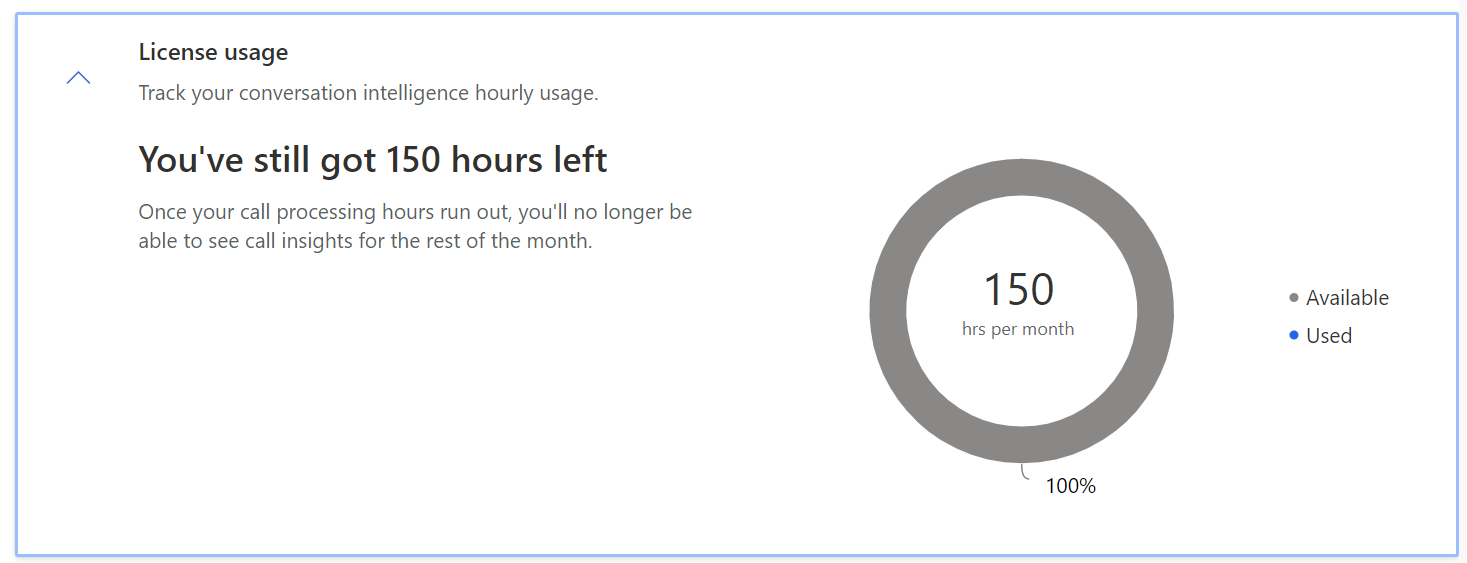 License usage
Track your conversation intelligence hourly usage.
You've still got 150 hours left
Once your call processing hours run out, you'll no longer be
able to see call insights for the rest of the month.
150
hrs per month
100%
Available
Used